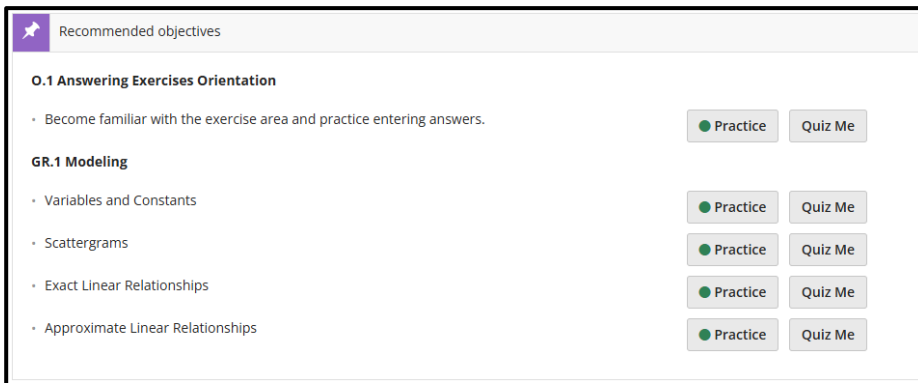 Recommended objectives
O.1 Answering Exercises Orientation
• Become familiar with the exercise area and practice entering answers. Practice Quiz Me
GR.1 Modeling
• Variables and Constants Practice Quiz Me
• Scattergrams Practice Quiz Me
• Exact Linear Relationships Practice Quiz Me
• Approximate Linear Relationships Practice Quiz Me